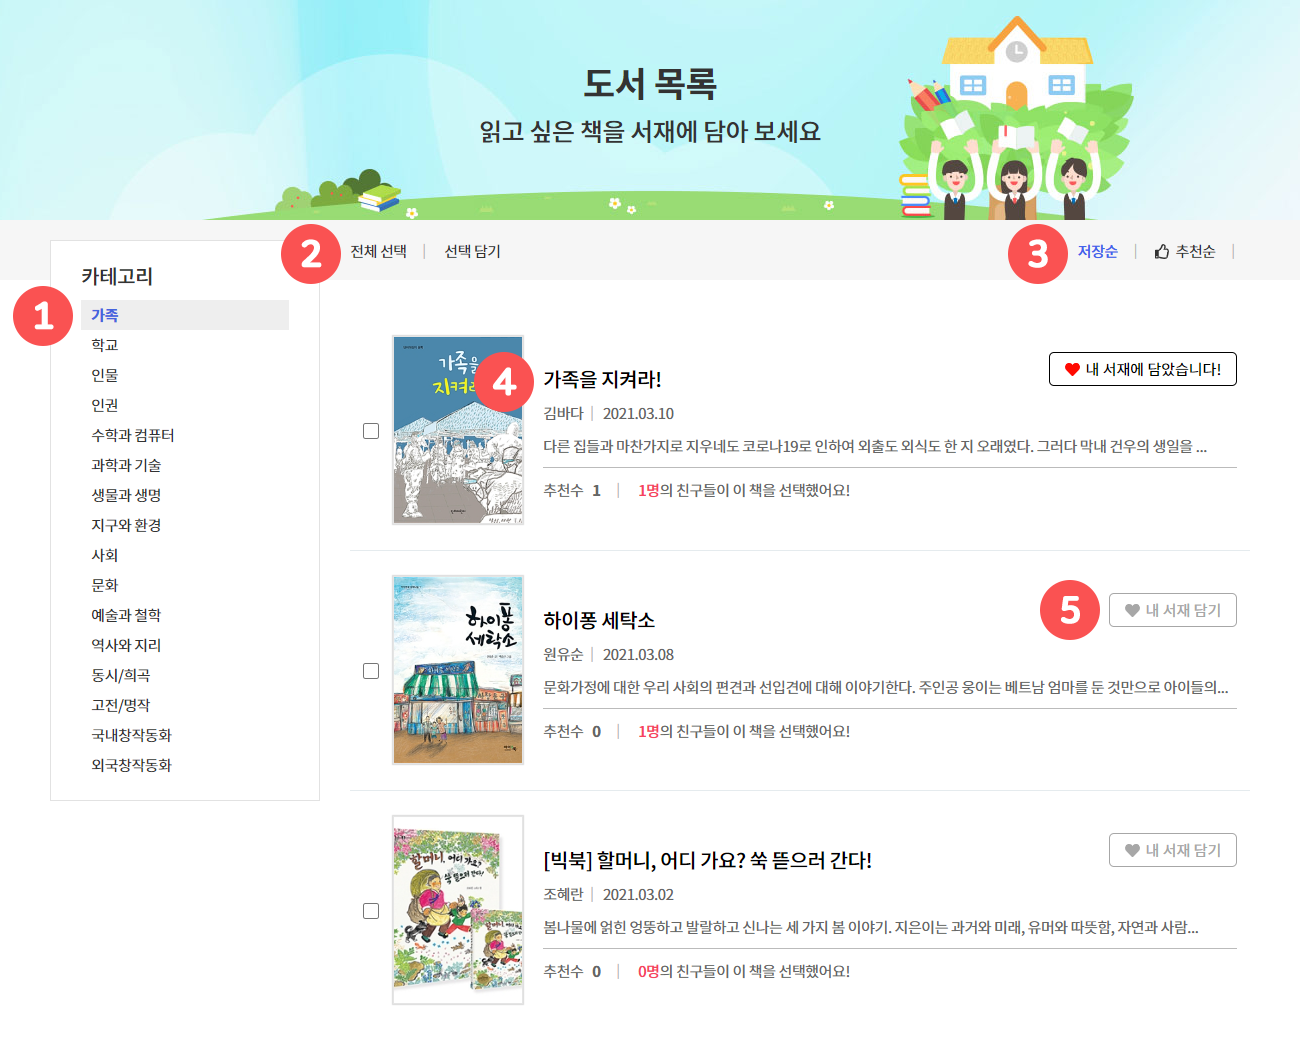 도서 목록
읽고 싶은 책을 서재에 담아 보세요
2 전체 선택 | 선택 담기
3 저장순 | 추천순 |
카테고리
1 가족
학교
인물
인권
수학과 컴퓨터
과학과 기술
생물과 생명
지구와 환경
사회
문화
예술과 철학
역사와 지리
동시/희곡
고전/명작
국내창작동화
외국창작동화
가족을
지켜라
4
가족을 지켜라!
내 서재에 담았습니다!
김바다 | 2021.03.10
다른 집들과 마찬가지로 지우네도 코로나19로 인하여 외출도 외식도 한 지 오래였다. 그러다 막내 건우의 생일을 ...
추천수 1 | 1명의 친구들이 이 책을 선택했어요!
하이퐁
세탁소
하이퐁 세탁소
5 내 서재 담기
원유순 | 2021.03.08
문화가정에 대한 우리 사회의 편견과 선입견에 대해 이야기한다. 주인공 웅이는 베트남 엄마를 둔 것만으로 아이들의...
추천수 0 | 1명의 친구들이 이 책을 선택했어요!
할머니, 어디 가요?
쑥 뜯으러 간다!
[빅북] 할머니, 어디 가요? 쑥 뜯으러 간다!
내 서재 담기
조혜란 | 2021.03.02
봄나물에 얽힌 엉뚱하고 발랄하고 신나는 세 가지 봄 이야기. 지은이는 과거와 미래, 유머와 따뜻함, 자연과 사람...
추천수 0 | 0명의 친구들이 이 책을 선택했어요!